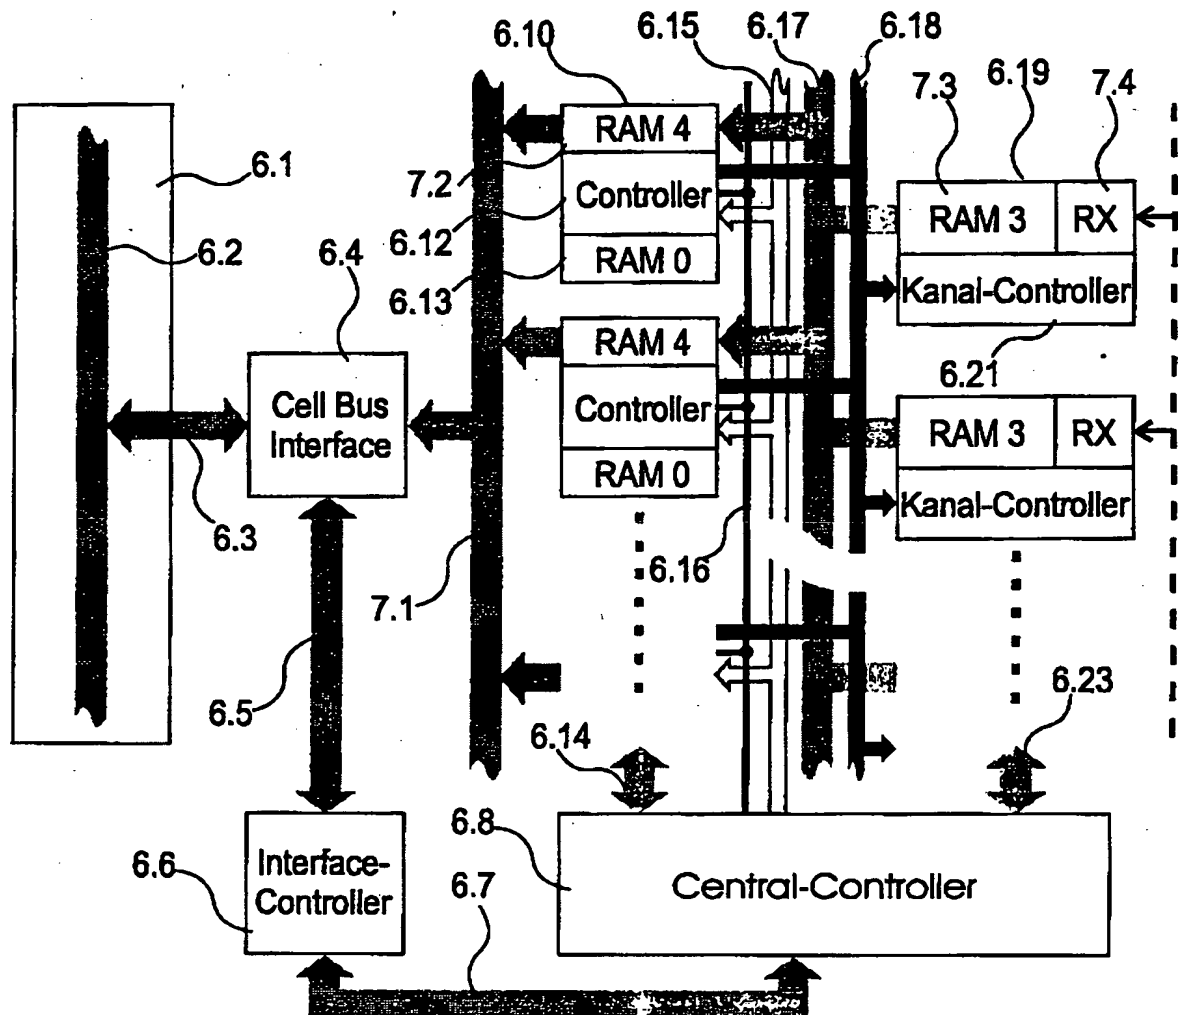 6.10
6.15
6.17
6.18
7.3
6.19
7.4
6.1
6.2
6.4
RAM 4
7.2
Controller
6.12
RAM 0
6.13
RAM 3
RX
Kanal-Controller
6.21
RAM 4
Controller
RAM 0
RAM 3
RX
Kanal-Controller
Cell Bus
Interface
6.3
6.16
7.1
6.5
6.14
6.23
6.6
Interface-
Controller
6.7
6.8
Central-Controller